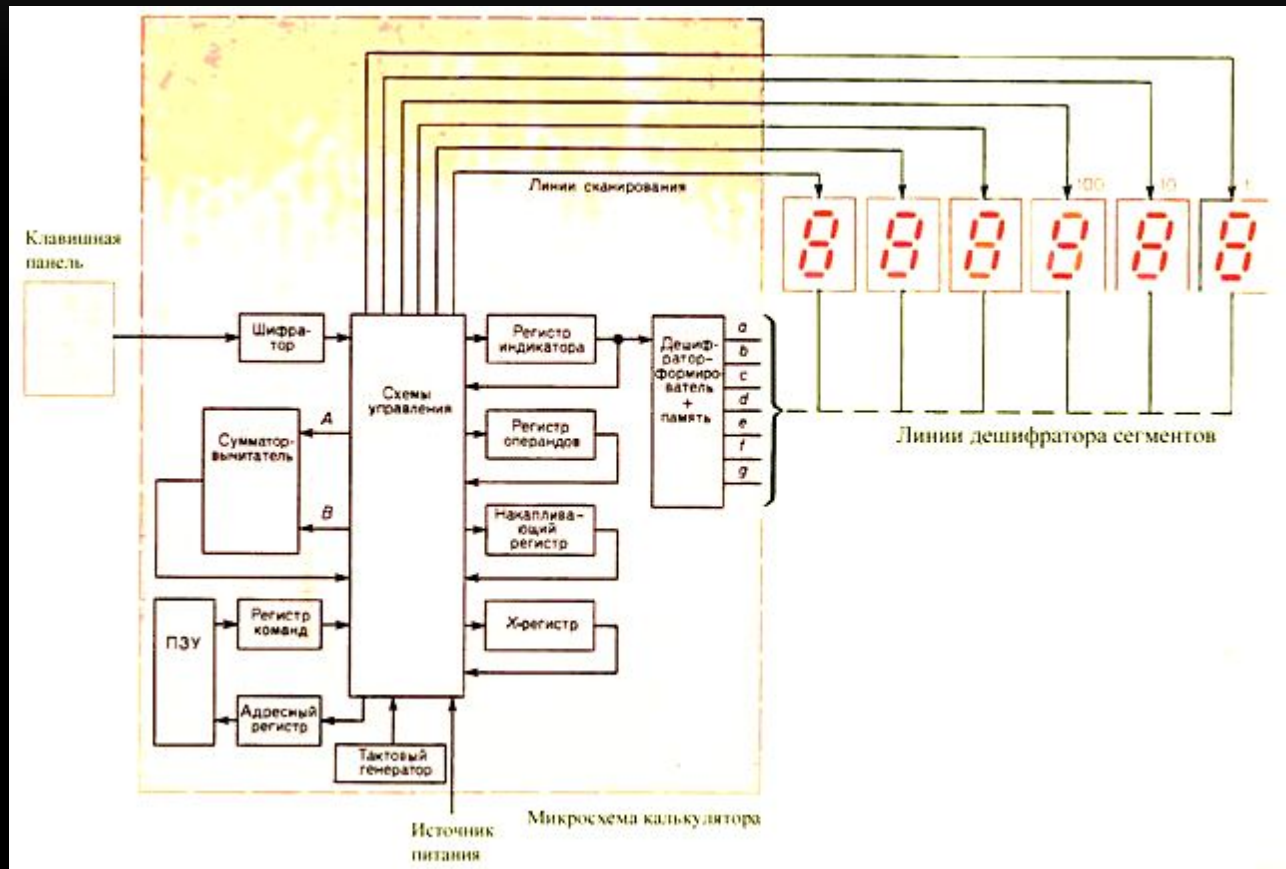 Линии сканирования
100
10
1
Клавишная
панель
Шифра-
тор
Схемы
управления
Регистр
индикатора
Дешиф-
ратор-
формиро-
ватель
+
память
a
b
c
d
e
f
g
Линии дешифратора сегментов
Сумматор-
вычитатель
A
B
Регистр
операндов
Накаплива-
ющий
регистр
ПЗУ
Регистр
команд
X-регистр
Адресный
регистр
Тактовый
генератор
Источник
питания
Микросхема калькулятора